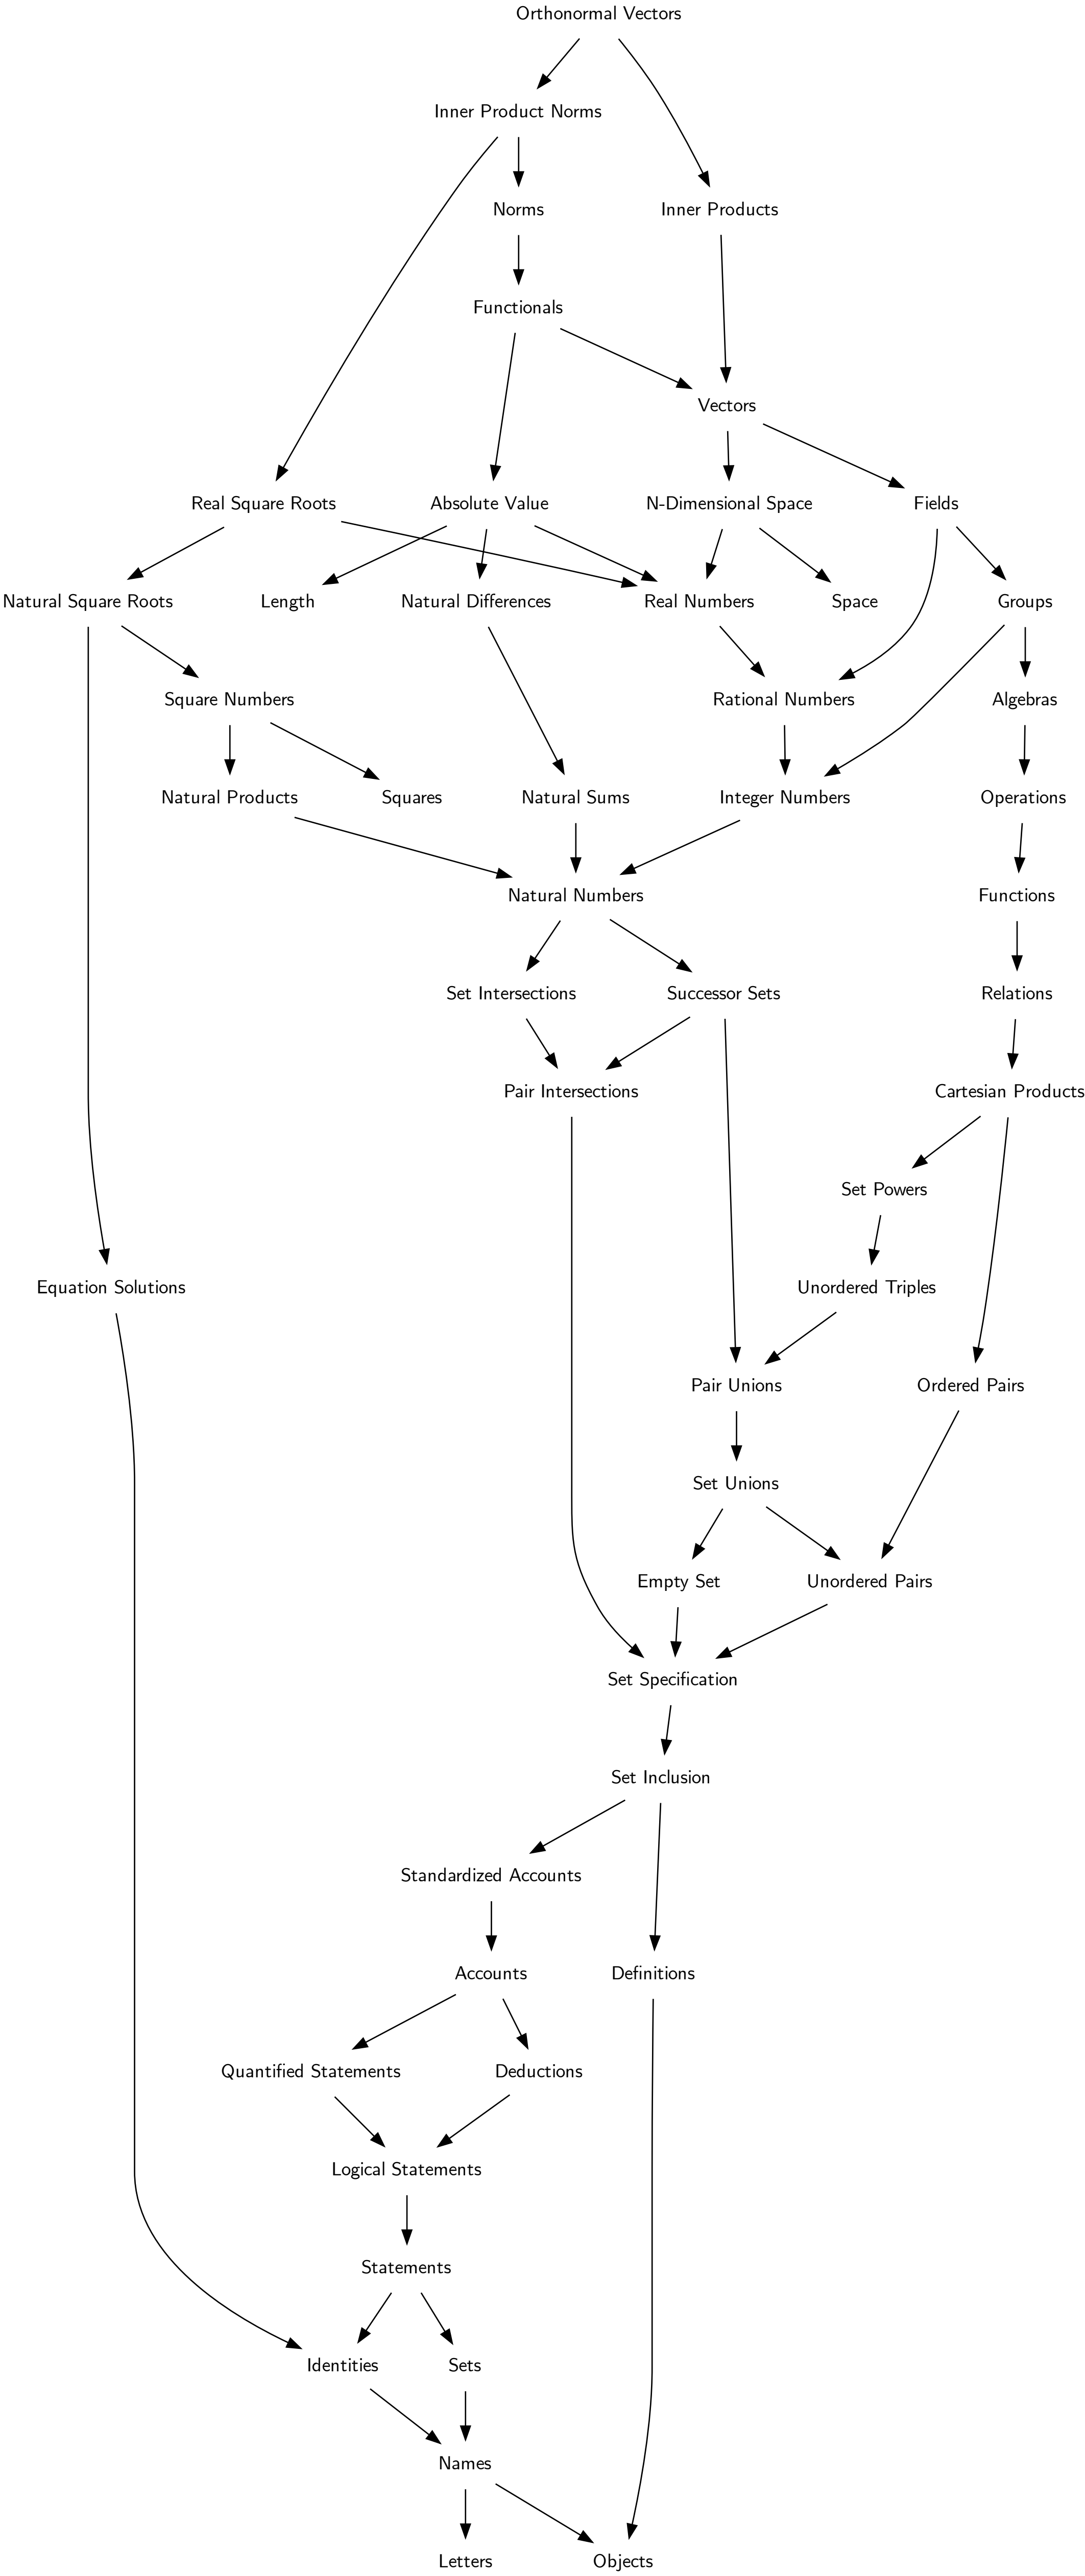 Orthonormal Vectors
Inner Product Norms
Norms
Inner Products
Functionals
Vectors
Real Square Roots
Absolute Value
N-Dimensional Space
Fields
Natural Square Roots
Length
Natural Differences
Real Numbers
Space
Groups
Square Numbers
Rational Numbers
Algebras
Natural Products
Squares
Natural Sums
Integer Numbers
Operations
Natural Numbers
Functions
Set Intersections
Successor Sets
Relations
Pair Intersections
Cartesian Products
Set Powers
Equation Solutions
Unordered Triples
Pair Unions
Ordered Pairs
Set Unions
Empty Set
Unordered Pairs
Set Specification
Set Inclusion
Standardized Accounts
Accounts
Definitions
Quantified Statements
Deductions
Logical Statements
Statements
Identities
Sets
Names
Letters
Objects